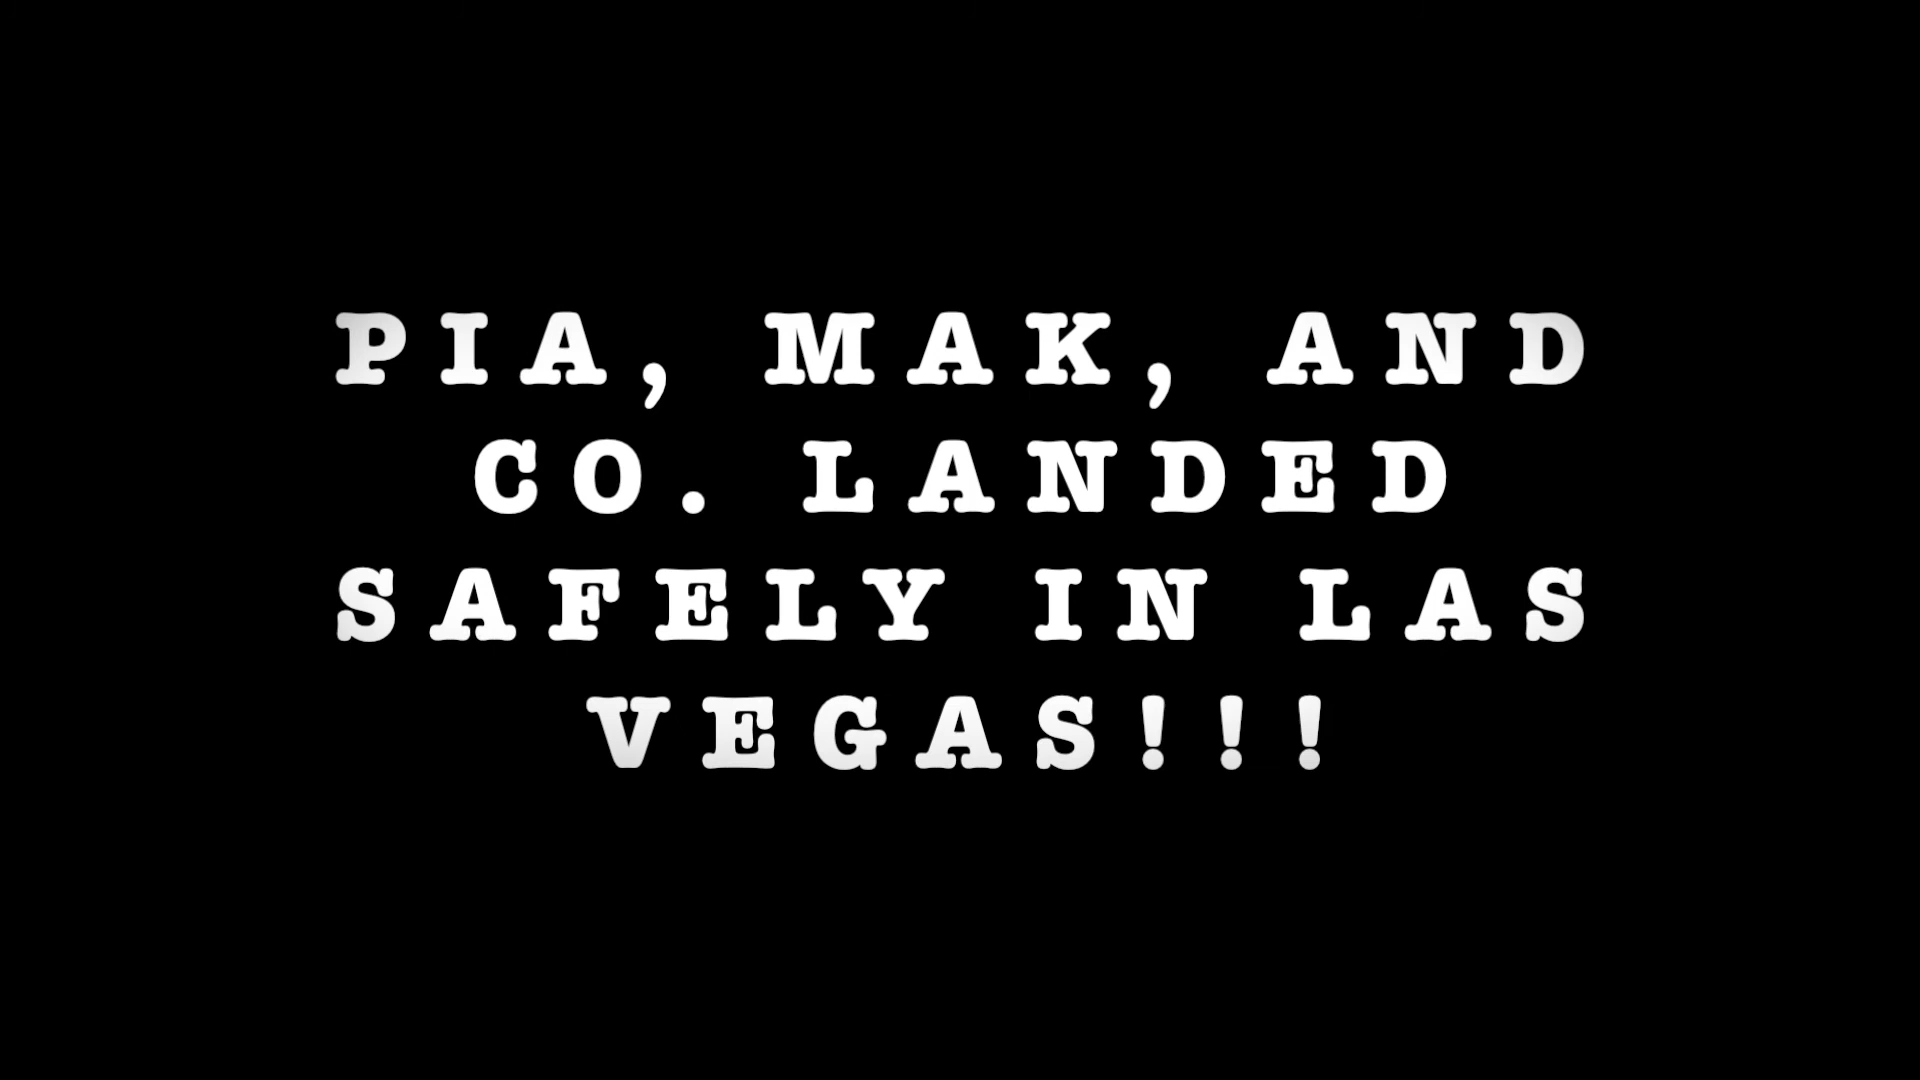 PIA, MAK, AND
CO. LANDED
SAFELY IN LAS
VEGAS!!!